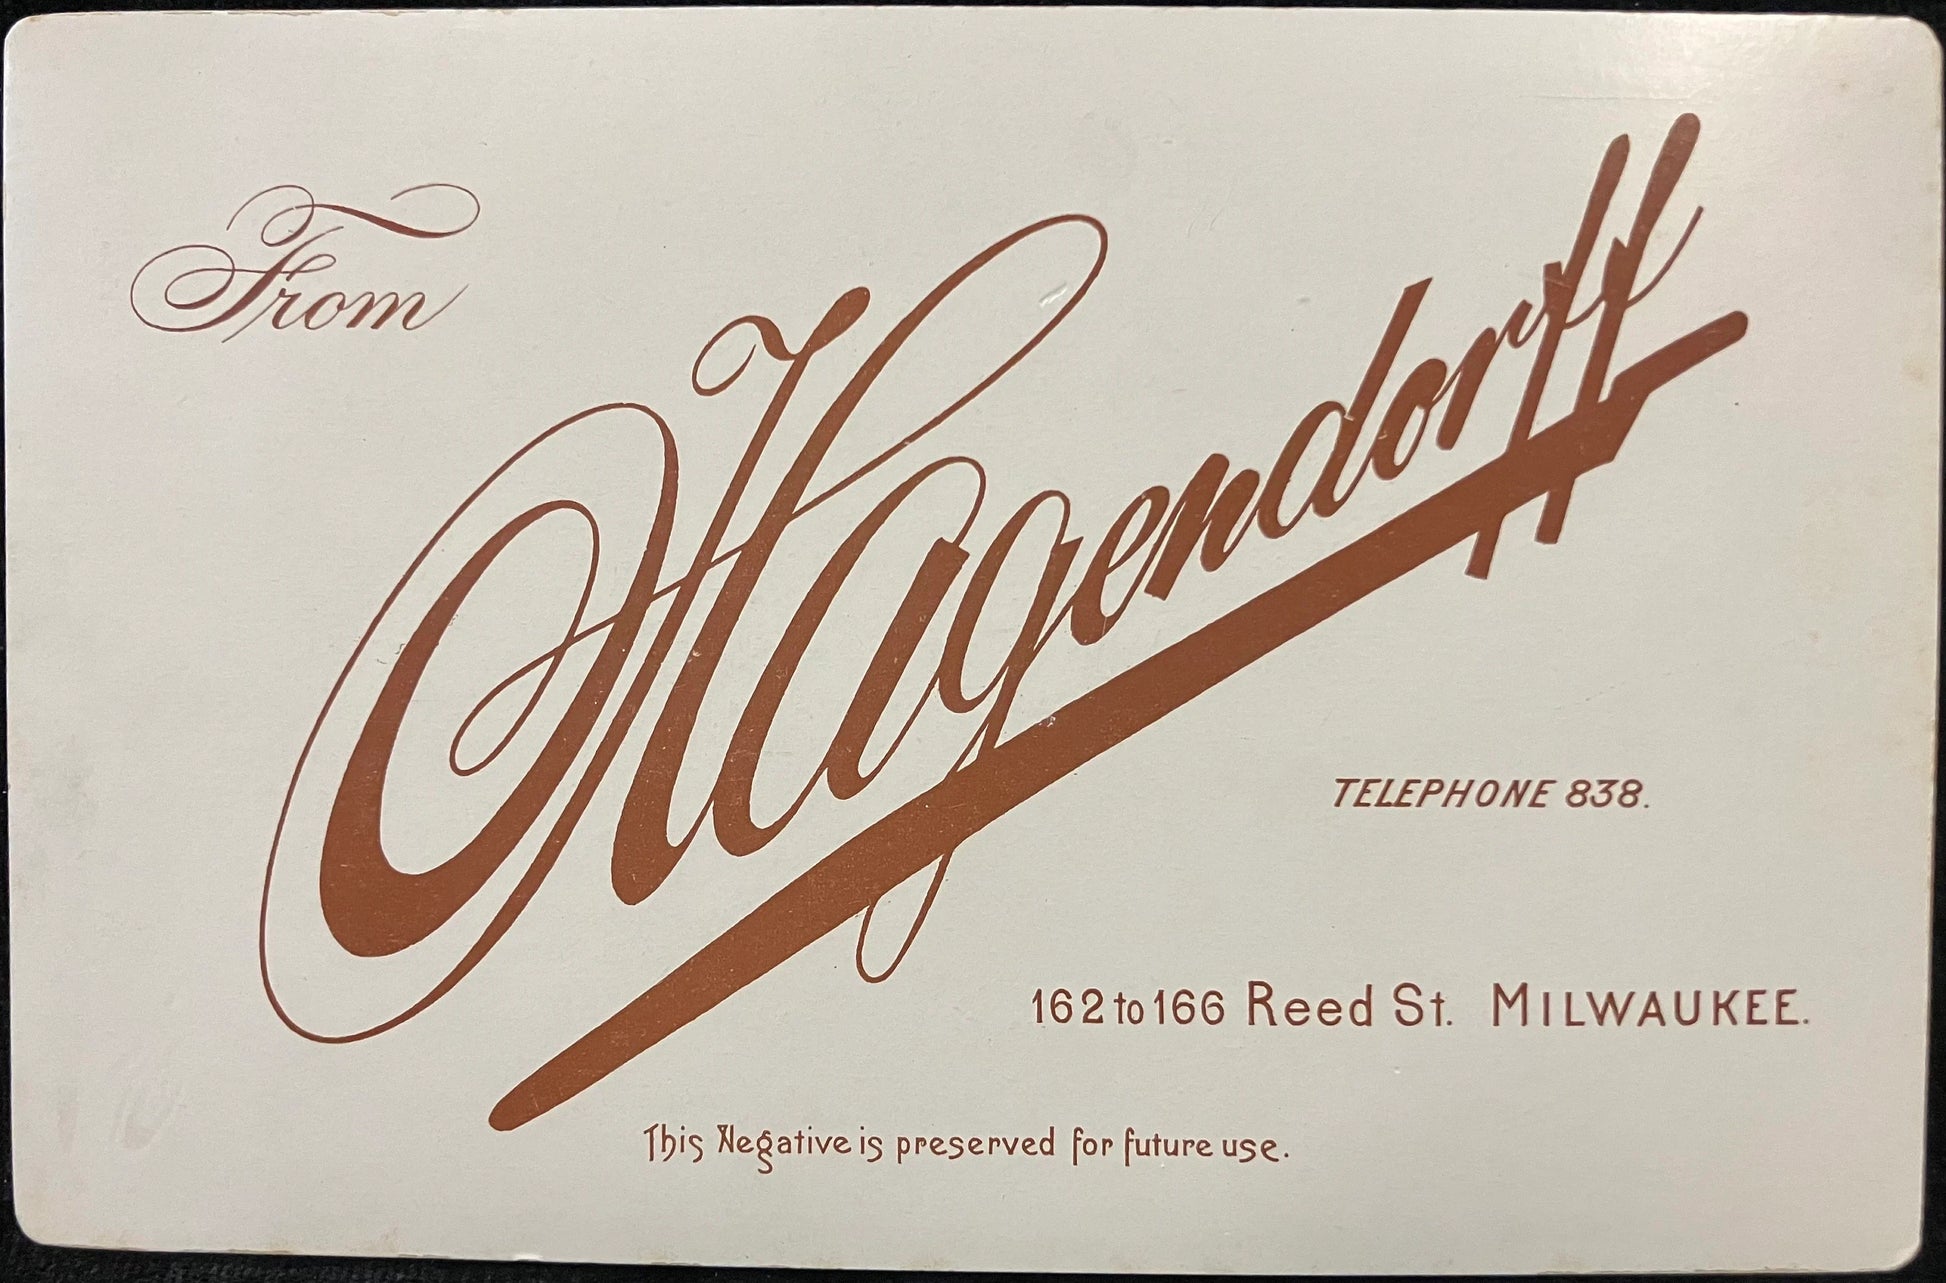 From
Hagendorff
TELEPHONE 838.
162 to 166 Reed St. MILWAUKEE.
This Negative is preserved for future use.